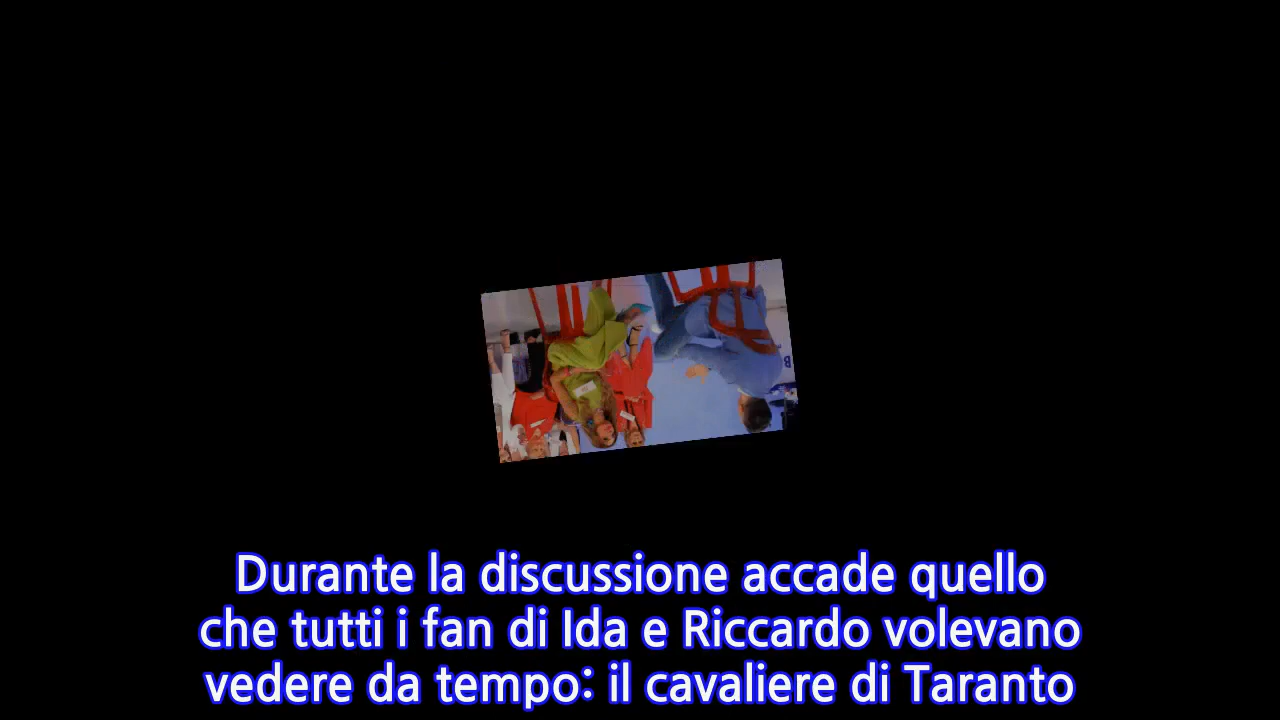 Durante la discussione accade quello
che tutti i fan di Ida e Riccardo volevano
vedere da tempo: il cavaliere di Taranto